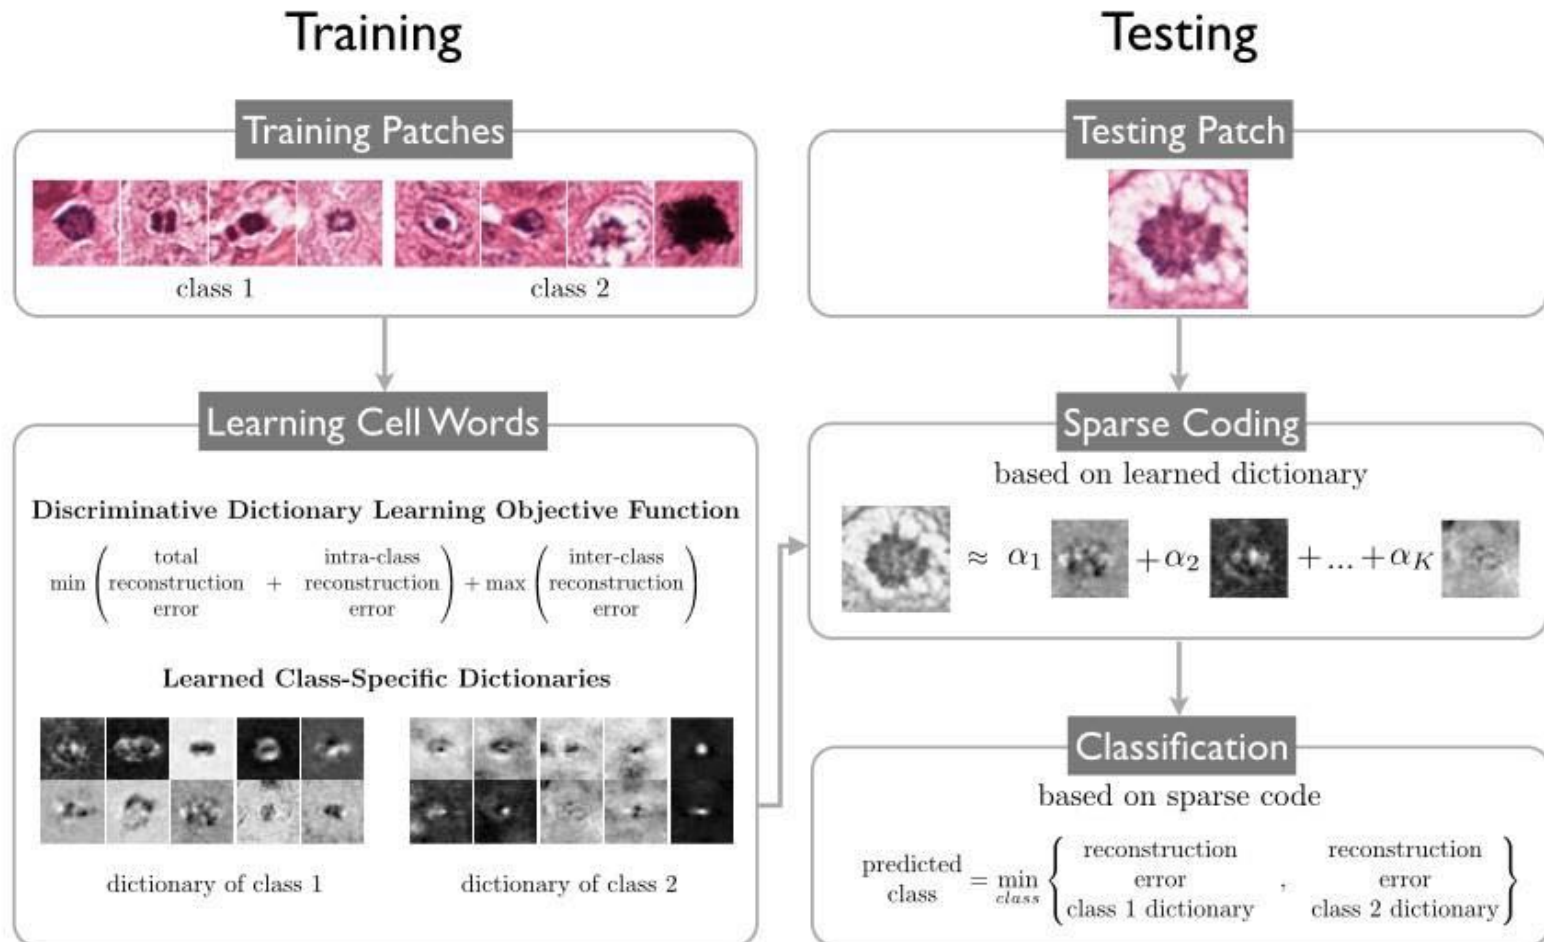 Training
Training Patches
class 1 class 2
Learning Cell Words
Discriminative Dictionary Learning Objective Function
min ( total reconstruction error + intra-class reconstruction error ) + max ( inter-class reconstruction error )
Learned Class-Specific Dictionaries
dictionary of class 1 dictionary of class 2
Testing
Testing Patch
Sparse Coding
based on learned dictionary
≈ α₁ +α₂ +...+α_K
Classification
based on sparse code
predicted class = min class { reconstruction error class 1 dictionary , reconstruction error class 2 dictionary }